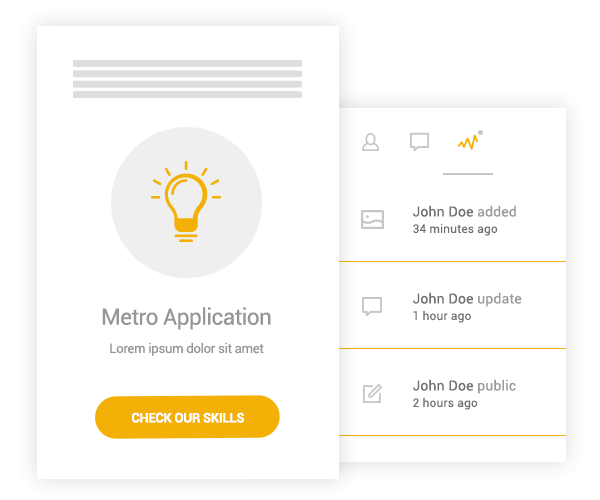 Metro Application
Lorem ipsum dolor sit amet
CHECK OUR SKILLS
John Doe added
34 minutes ago
John Doe update
1 hour ago
John Doe public
2 hours ago